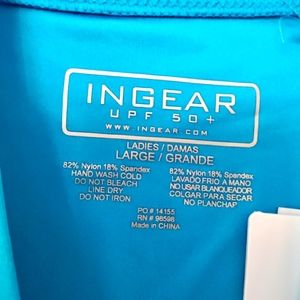 INGEAR
UPF 50+
WWW.INGEAR.COM
LADIES / DAMAS
LARGE / GRANDE
82% Nylon 18% Spandex
HAND WASH COLD
DO NOT BLEACH
LINE DRY
DO NOT IRON
82% Nylon 18% Spandex
LAVADO FRIO A MANO
NO USAR BLANQUEADOR
COLGAR PARA SECAR
NO PLANCHAR
PO # 14155
RN # 98598
Made in CHINA